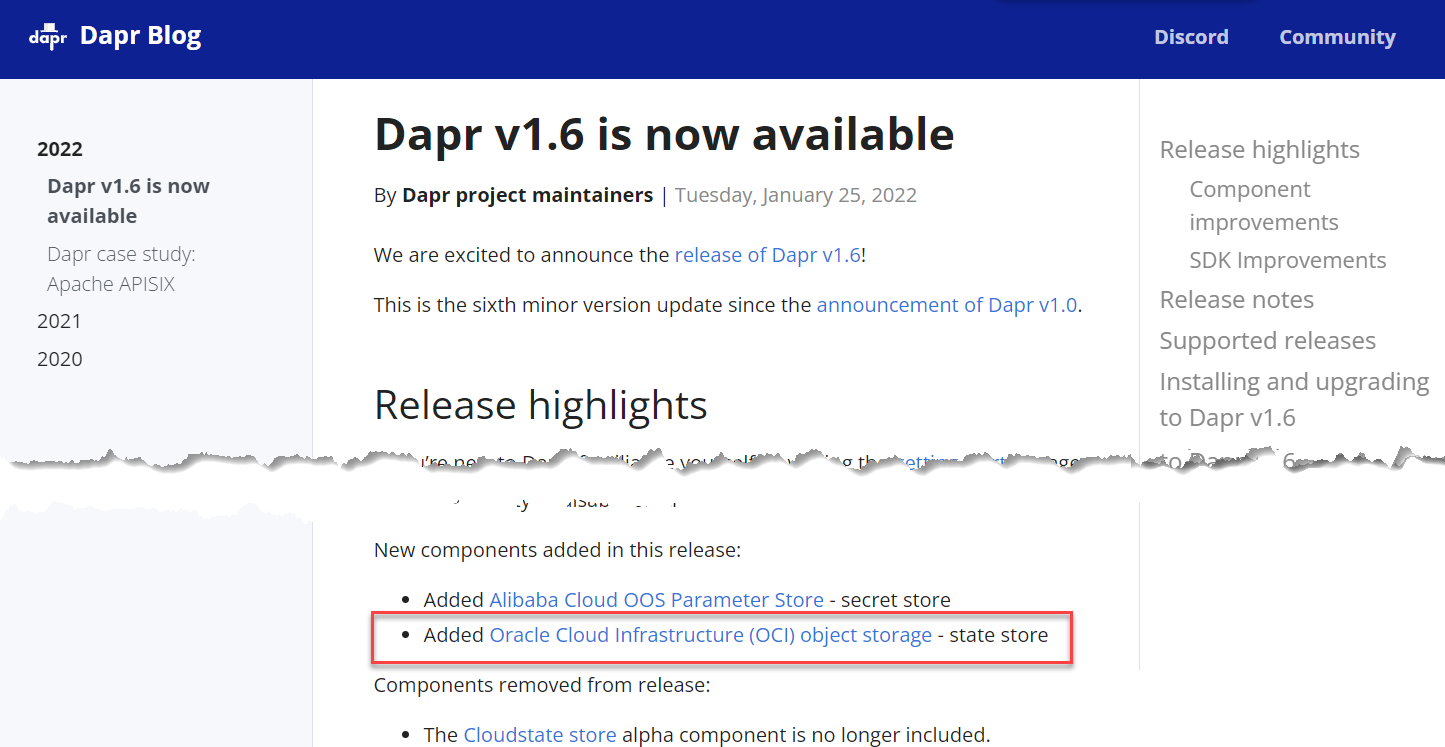 dapr Dapr Blog
Discord
Community
2022
Dapr v1.6 is now
available
Dapr case study:
Apache APISIX
2021
2020
Dapr v1.6 is now available
By Dapr project maintainers | Tuesday, January 25, 2022
We are excited to announce the release of Dapr v1.6!
This is the sixth minor version update since the announcement of Dapr v1.0.
Release highlights
New components added in this release:
• Added Alibaba Cloud OOS Parameter Store - secret store
• Added Oracle Cloud Infrastructure (OCI) object storage - state store
Components removed from release:
• The Cloudstate store alpha component is no longer included.
Release highlights
Component
improvements
SDK Improvements
Release notes
Supported releases
Installing and upgrading
to Dapr v1.6